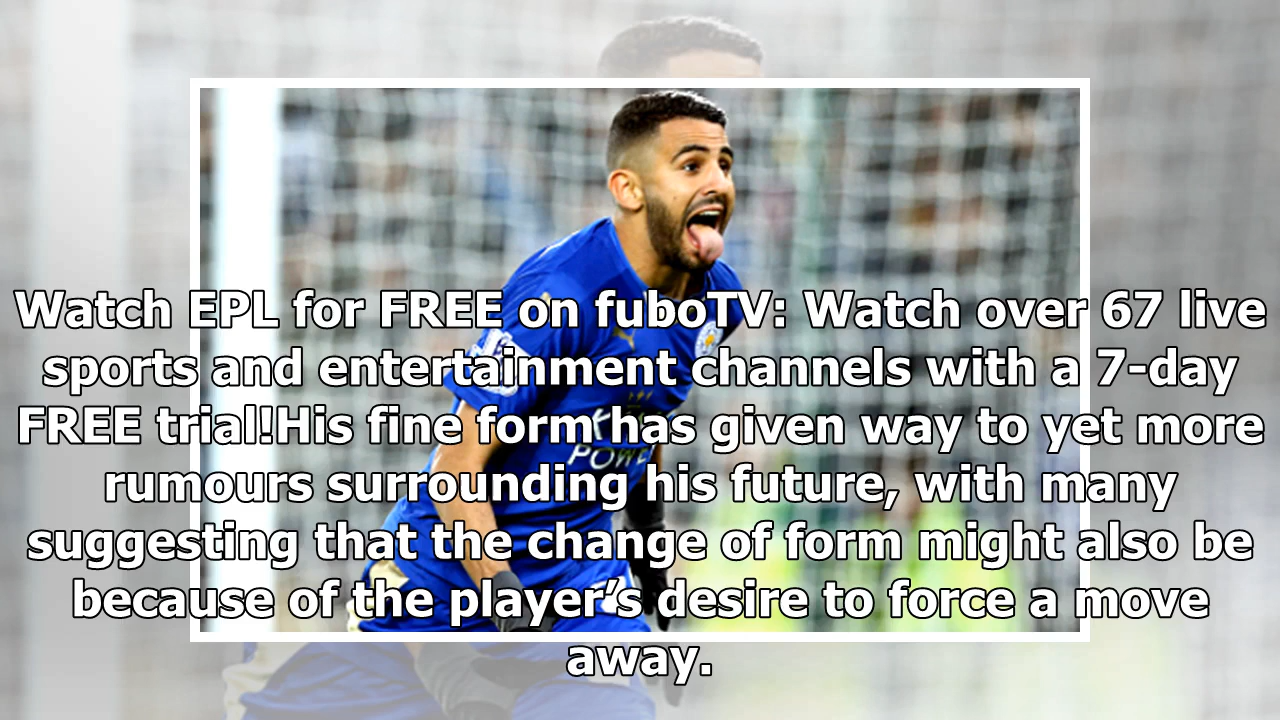 Watch EPL for FREE on fuboTV: Watch over 67 live
sports and entertainment channels with a 7-day
FREE trial!His fine form has given way to yet more
rumours surrounding his future, with many
suggesting that the change of form might also be
because of the player’s desire to force a move
away.
POWER